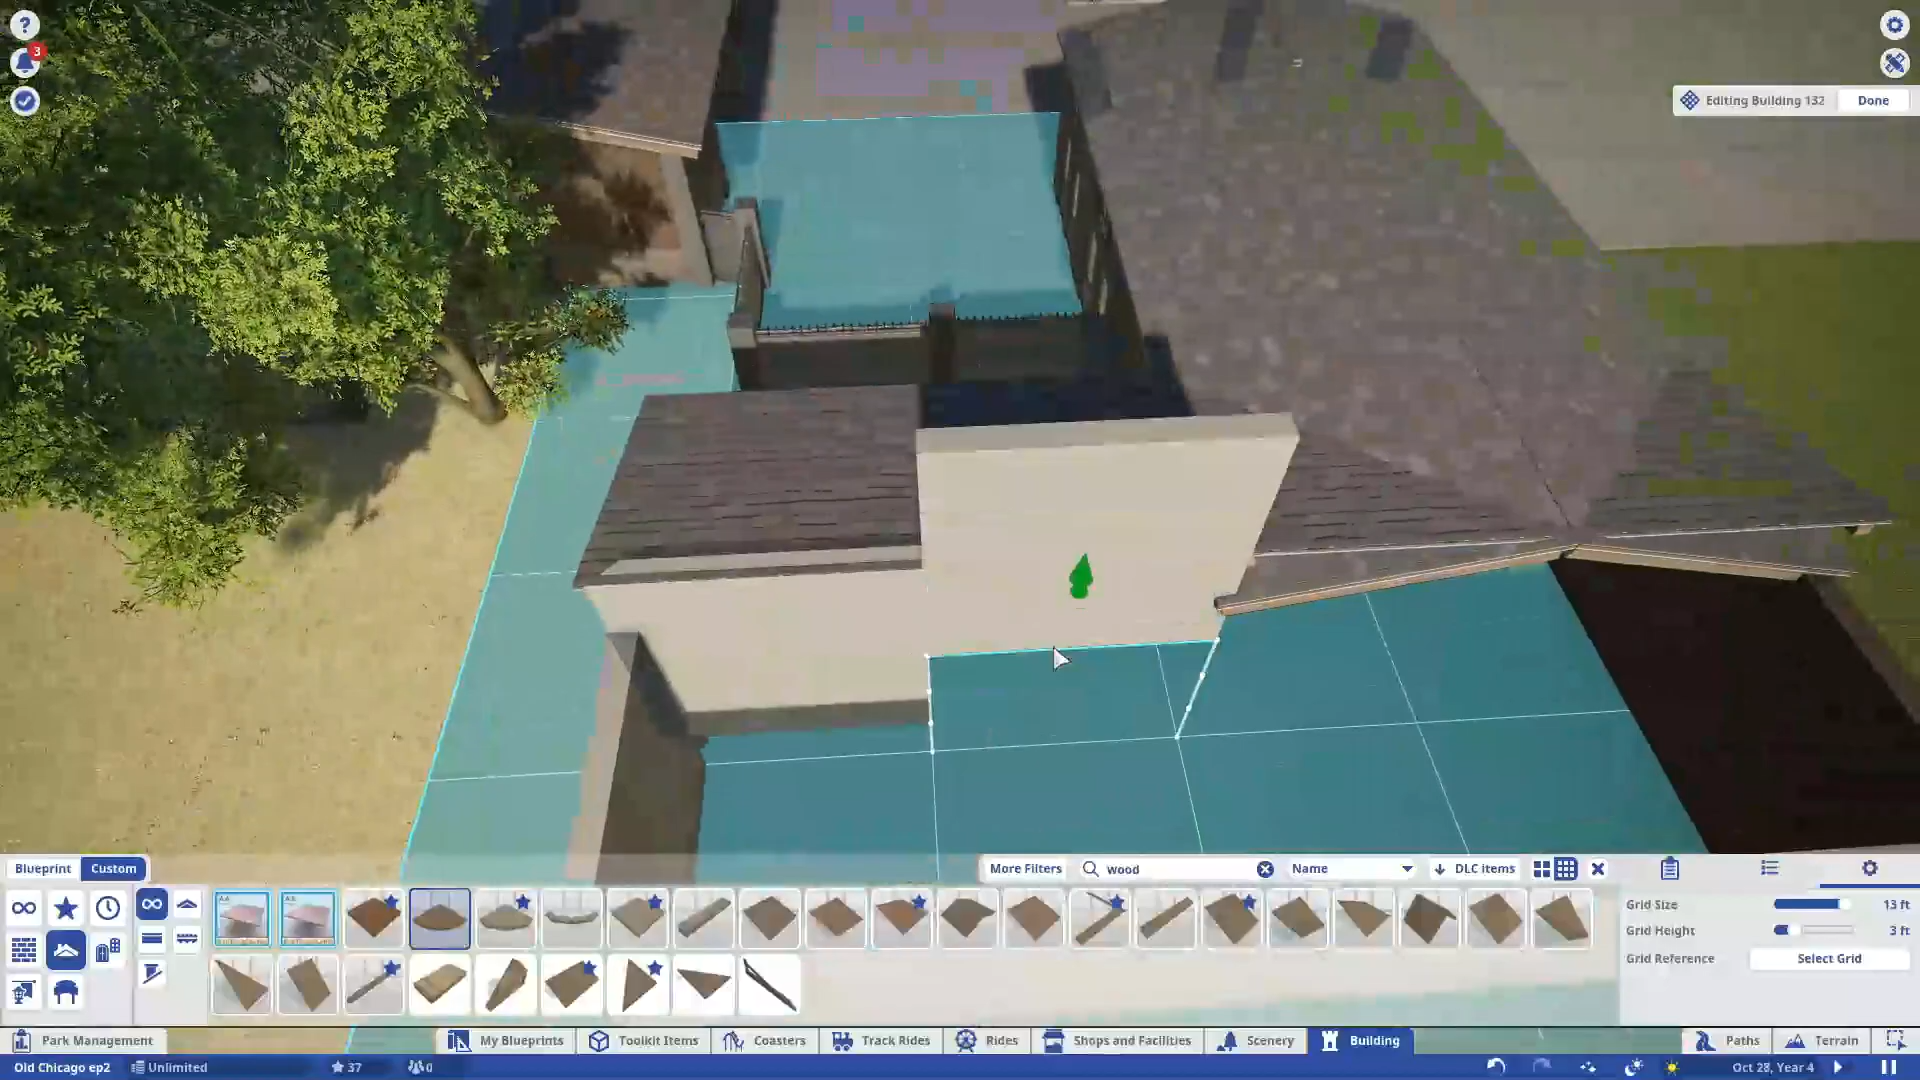 ?
3
Editing Building 132
Done
Blueprint
Custom
More Filters
wood
Name
DLC items
Grid Size
13 ft
Grid Height
3 ft
Grid Reference
Select Grid
Park Management
My Blueprints
Toolkit Items
Coasters
Track Rides
Rides
Shops and Facilities
Scenery
Building
Paths
Terrain
Old Chicago ep2
Unlimited
37
0
Oct 28, Year 4